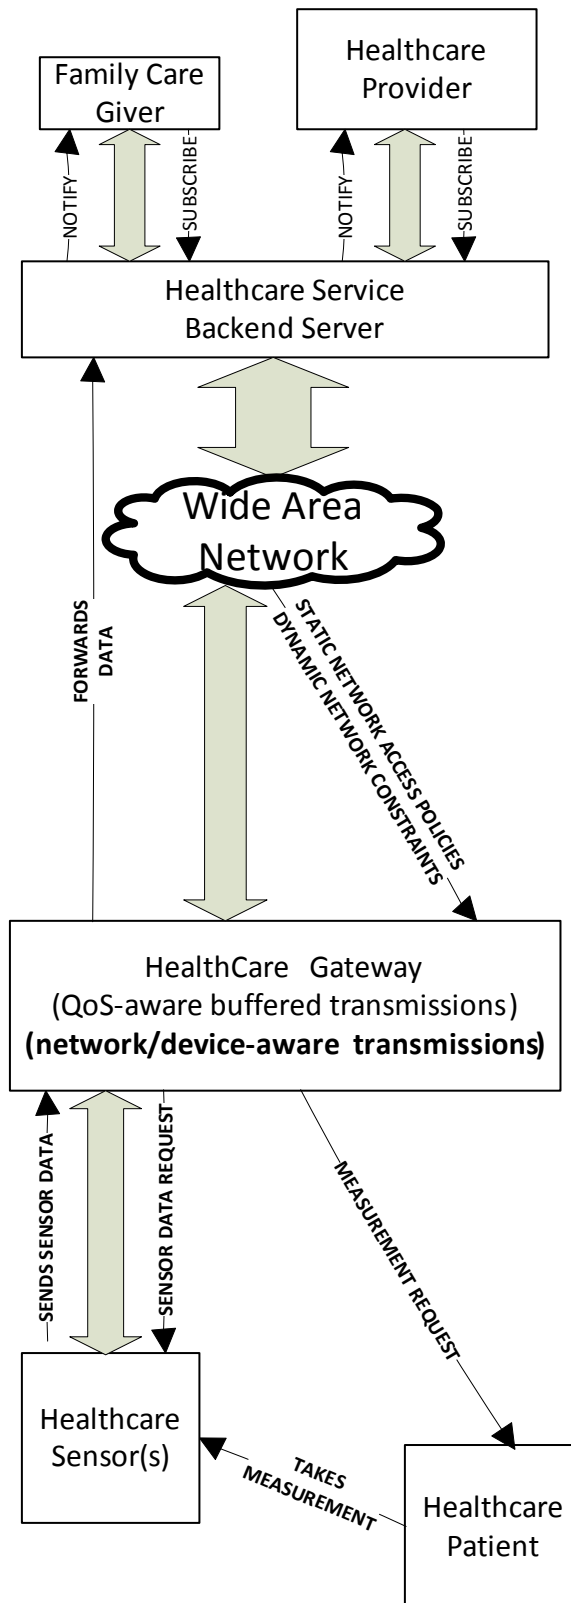 Family Care
Giver
Healthcare
Provider
NOTIFY
SUBSCRIBE
NOTIFY
SUBSCRIBE
Healthcare Service
Backend Server
Wide Area
Network
FORWARDS
DATA
STATIC NETWORK ACCESS POLICIES
DYNAMIC NETWORK CONSTRAINTS
HealthCare Gateway
(QoS-aware buffered transmissions)
(network/device-aware transmissions)
SENDS SENSOR DATA
SENSOR DATA REQUEST
MEASUREMENT REQUEST
Healthcare
Sensor(s)
TAKES
MEASUREMENT
Healthcare
Patient